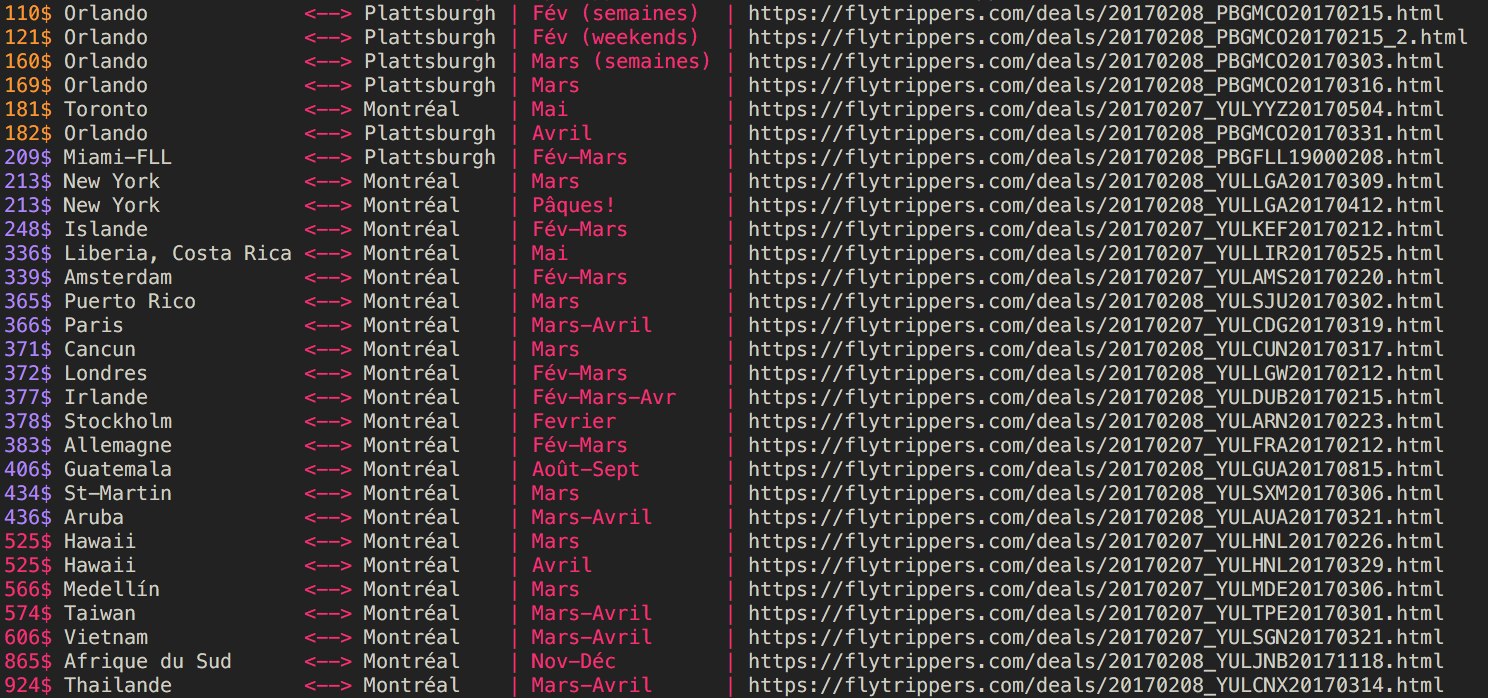 110$ Orlando <--> Plattsburgh | Fév (semaines) | https://flytrippers.com/deals/20170208_PBGMCO20170215.html
121$ Orlando <--> Plattsburgh | Fév (weekends) | https://flytrippers.com/deals/20170208_PBGMCO20170215_2.html
160$ Orlando <--> Plattsburgh | Mars (semaines) | https://flytrippers.com/deals/20170208_PBGMCO20170303.html
169$ Orlando <--> Plattsburgh | Mars | https://flytrippers.com/deals/20170208_PBGMCO20170316.html
181$ Toronto <--> Montréal | Mai | https://flytrippers.com/deals/20170207_YULYYZ20170504.html
182$ Orlando <--> Plattsburgh | Avril | https://flytrippers.com/deals/20170208_PBGMCO20170331.html
209$ Miami-FLL <--> Plattsburgh | Fév-Mars | https://flytrippers.com/deals/20170208_PBGFLL19000208.html
213$ New York <--> Montréal | Mars | https://flytrippers.com/deals/20170208_YULLGA20170309.html
213$ New York <--> Montréal | Pâques! | https://flytrippers.com/deals/20170208_YULLGA20170412.html
248$ Islande <--> Montréal | Fév-Mars | https://flytrippers.com/deals/20170207_YULKEF20170212.html
336$ Liberia, Costa Rica <--> Montréal | Mai | https://flytrippers.com/deals/20170207_YULLIR20170525.html
339$ Amsterdam <--> Montréal | Fév-Mars | https://flytrippers.com/deals/20170207_YULAMS20170220.html
365$ Puerto Rico <--> Montréal | Mars | https://flytrippers.com/deals/20170208_YULSJU20170302.html
366$ Paris <--> Montréal | Mars-Avril | https://flytrippers.com/deals/20170207_YULCDG20170319.html
371$ Cancun <--> Montréal | Mars | https://flytrippers.com/deals/20170208_YULCUN20170317.html
372$ Londres <--> Montréal | Fév-Mars | https://flytrippers.com/deals/20170208_YULLGW20170212.html
377$ Irlande <--> Montréal | Fév-Mars-Avr | https://flytrippers.com/deals/20170208_YULDUB20170215.html
378$ Stockholm <--> Montréal | Fevrier | https://flytrippers.com/deals/20170208_YULARN20170223.html
383$ Allemagne <--> Montréal | Fév-Mars | https://flytrippers.com/deals/20170207_YULFRA20170212.html
406$ Guatemala <--> Montréal | Août-Sept | https://flytrippers.com/deals/20170208_YULGUA20170815.html
434$ St-Martin <--> Montréal | Mars | https://flytrippers.com/deals/20170208_YULSXM20170306.html
436$ Aruba <--> Montréal | Mars-Avril | https://flytrippers.com/deals/20170208_YULAUA20170321.html
525$ Hawaii <--> Montréal | Mars | https://flytrippers.com/deals/20170207_YULHNL20170226.html
525$ Hawaii <--> Montréal | Avril | https://flytrippers.com/deals/20170207_YULHNL20170329.html
566$ Medellín <--> Montréal | Mars | https://flytrippers.com/deals/20170207_YULMDE20170306.html
574$ Taiwan <--> Montréal | Mars-Avril | https://flytrippers.com/deals/20170207_YULTPE20170301.html
606$ Vietnam <--> Montréal | Mars-Avril | https://flytrippers.com/deals/20170207_YULSGN20170321.html
865$ Afrique du Sud <--> Montréal | Nov-Déc | https://flytrippers.com/deals/20170208_YULJNB20171118.html
924$ Thailande <--> Montréal | Mars-Avril | https://flytrippers.com/deals/20170208_YULCNX20170314.html